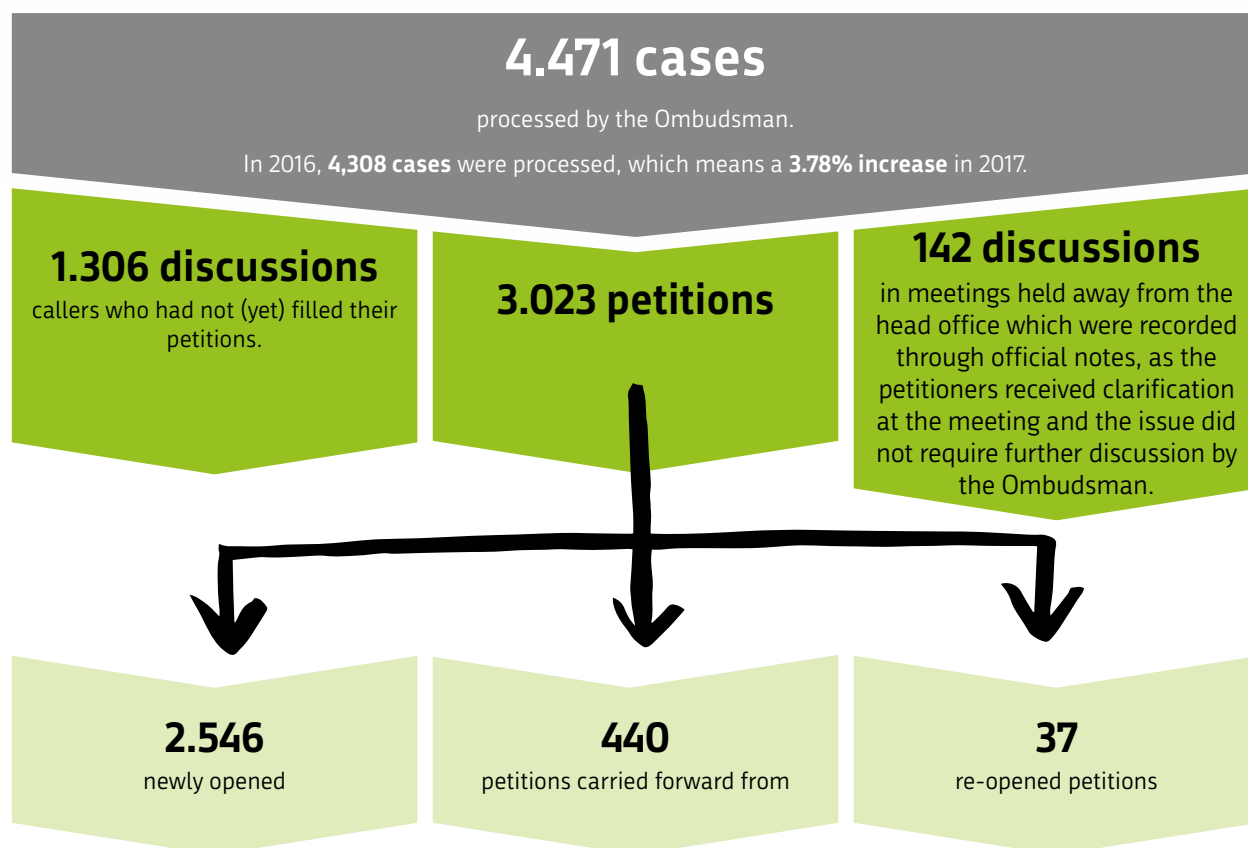 4.471 cases
processed by the Ombudsman.
In 2016, 4,308 cases were processed, which means a 3.78% increase in 2017.
1.306 discussions
callers who had not (yet) filled their
petitions.
3.023 petitions
142 discussions
in meetings held away from the
head office which were recorded
through official notes, as the
petitioners received clarification
at the meeting and the issue did
not require further discussion by
the Ombudsman.
2.546
newly opened
440
petitions carried forward from
37
re-opened petitions